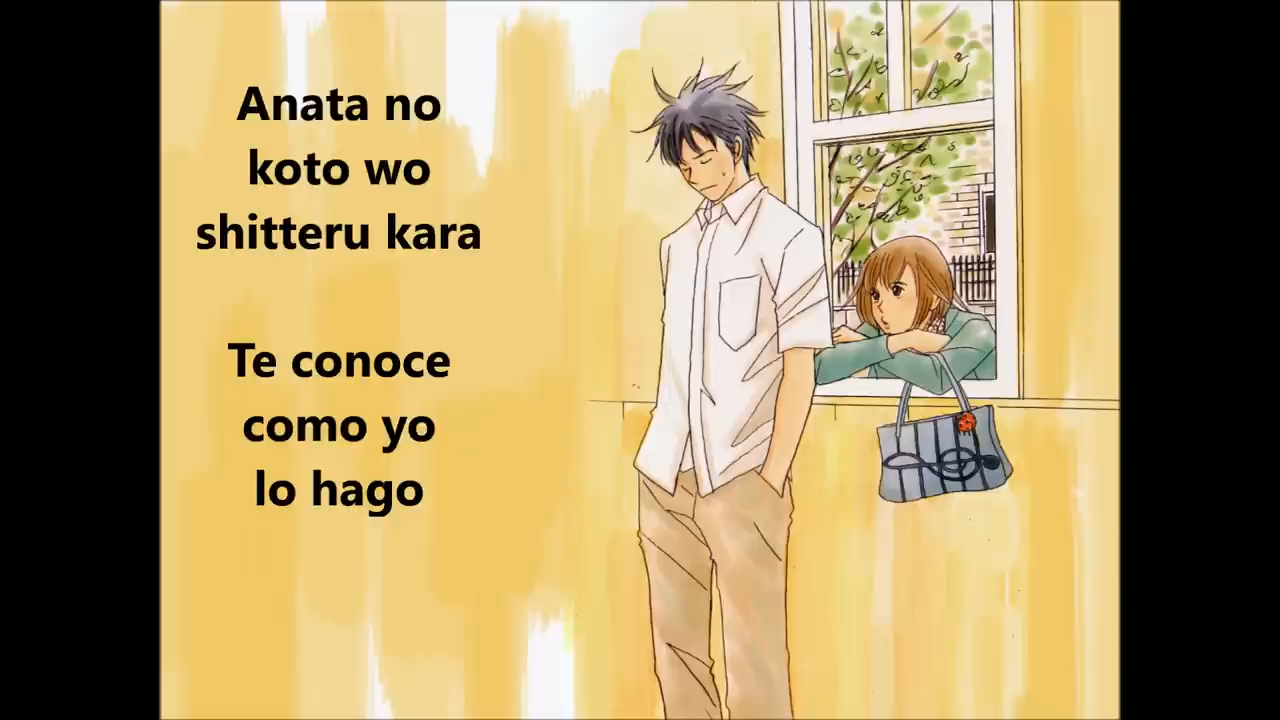 Anata no
koto wo
shitteru kara
Te conoce
como yo
lo hago